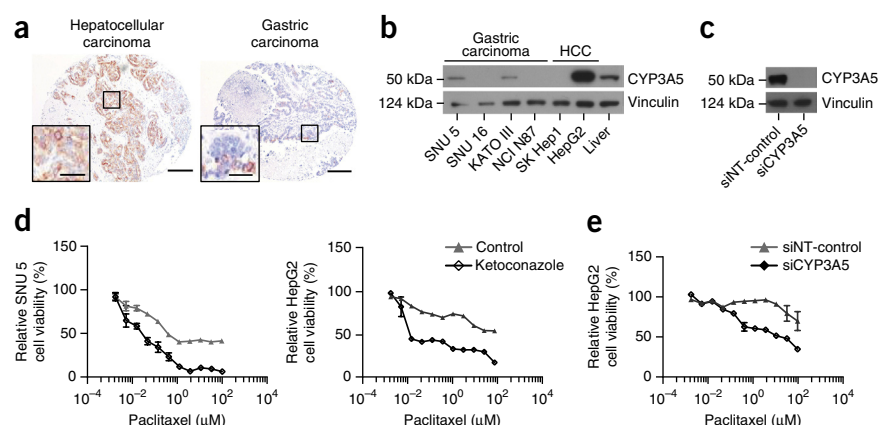 a
Hepatocellular carcinoma
Gastric carcinoma
b
Gastric carcinoma
HCC
50 kDa
CYP3A5
124 kDa
Vinculin
SNU 5
SNU 16
KATO III
NCI N87
SK Hep1
HepG2
Liver
c
50 kDa
CYP3A5
124 kDa
Vinculin
siNT-control
siCYP3A5
d
Relative SNU 5 cell viability (%)
150
100
50
0
10⁻⁴ 10⁻² 10⁰ 10² 10⁴
Paclitaxel (μM)
Relative HepG2 cell viability (%)
150
100
50
0
10⁻⁴ 10⁻² 10⁰ 10² 10⁴
Paclitaxel (μM)
Control
Ketoconazole
e
Relative HepG2 cell viability (%)
150
100
50
0
10⁻⁴ 10⁻² 10⁰ 10² 10⁴
Paclitaxel (μM)
siNT-control
siCYP3A5